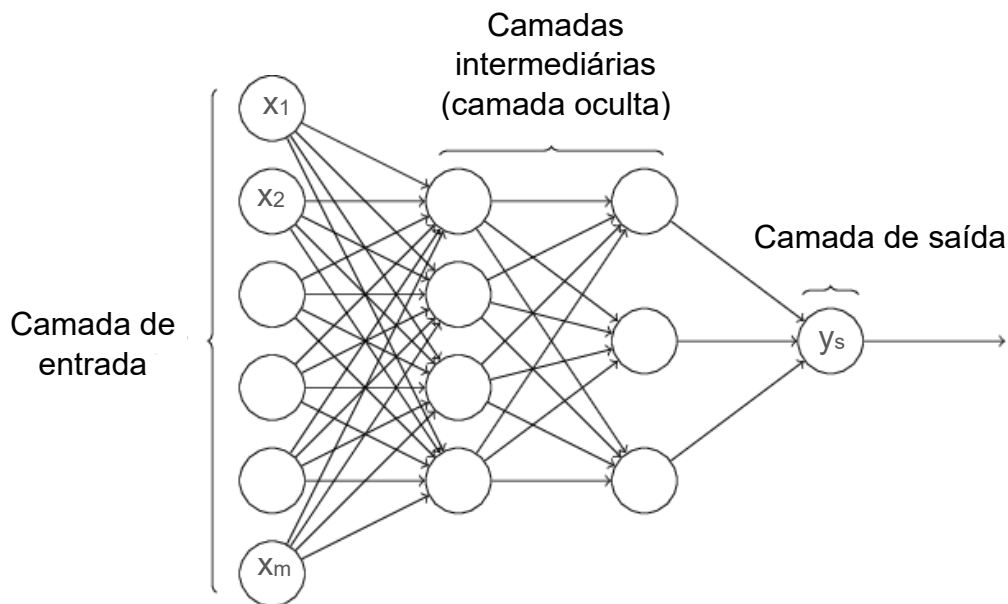 Camadas
intermediárias
(camada oculta)
x1
x2
Camada de saída
Camada de
entrada
ys
xm